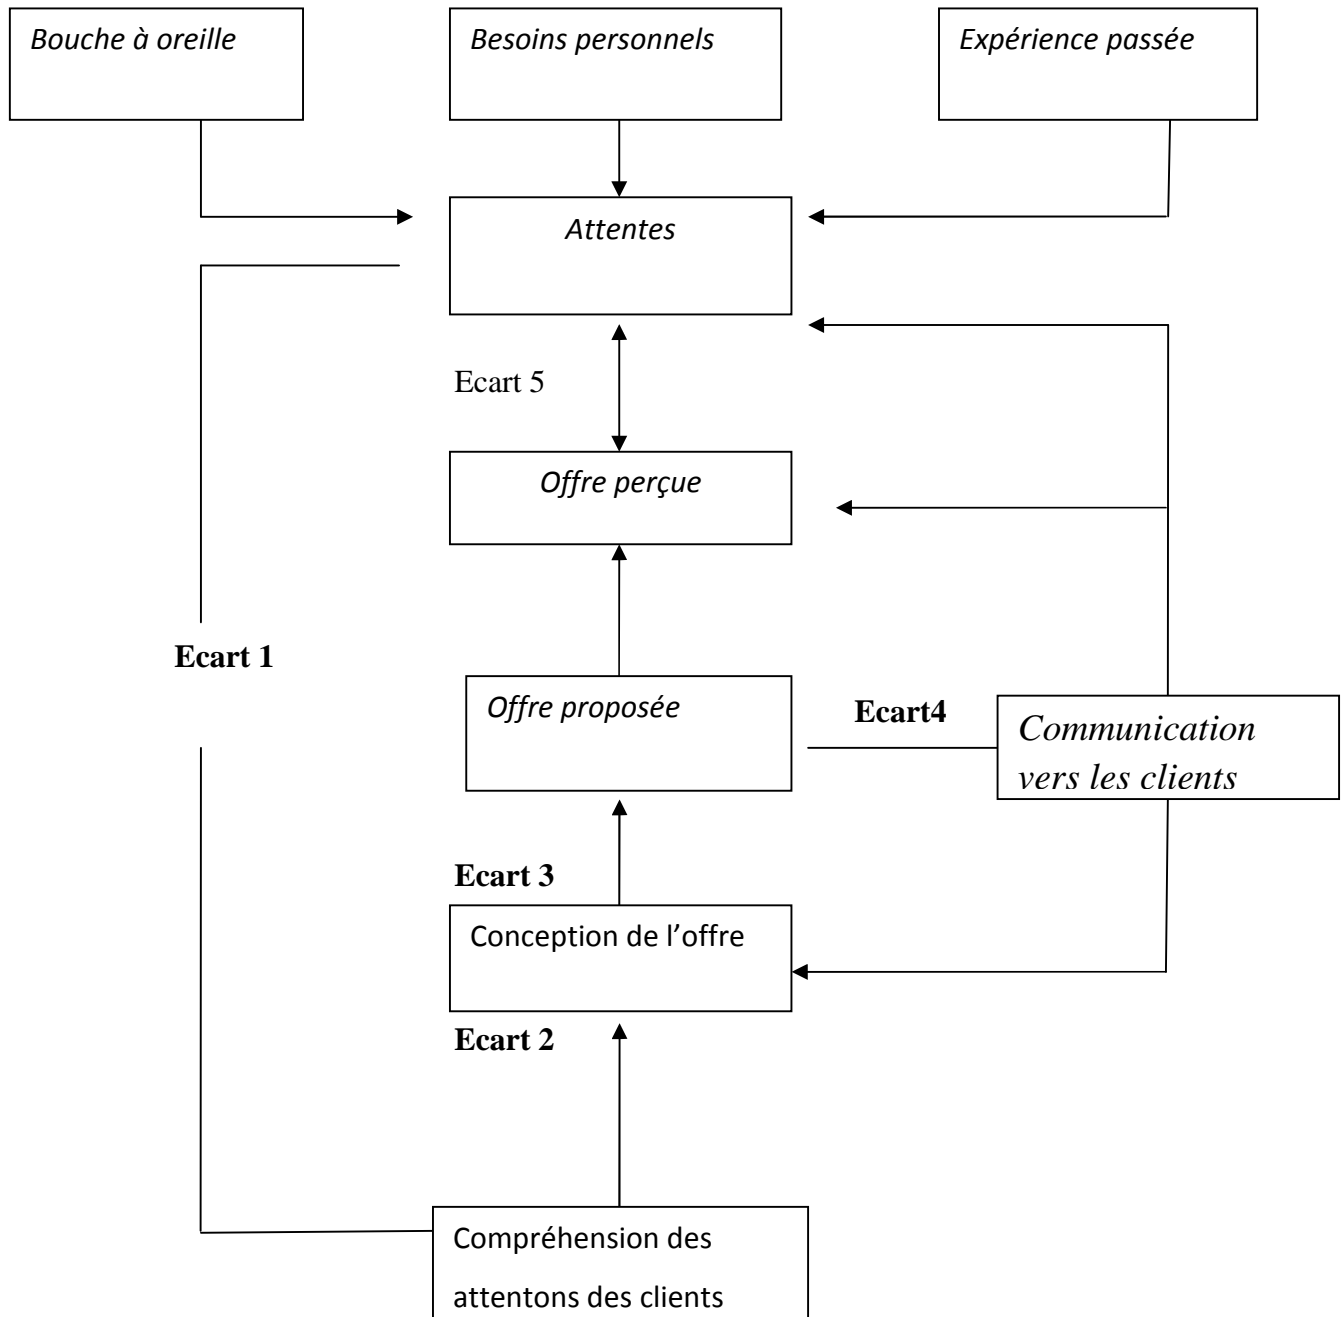 Bouche à oreille
Besoins personnels
Expérience passée
Attentes
Ecart 5
Offre perçue
Ecart 1
Offre proposée
Ecart4
Communication
vers les clients
Ecart 3
Conception de l’offre
Ecart 2
Compréhension des
attentons des clients